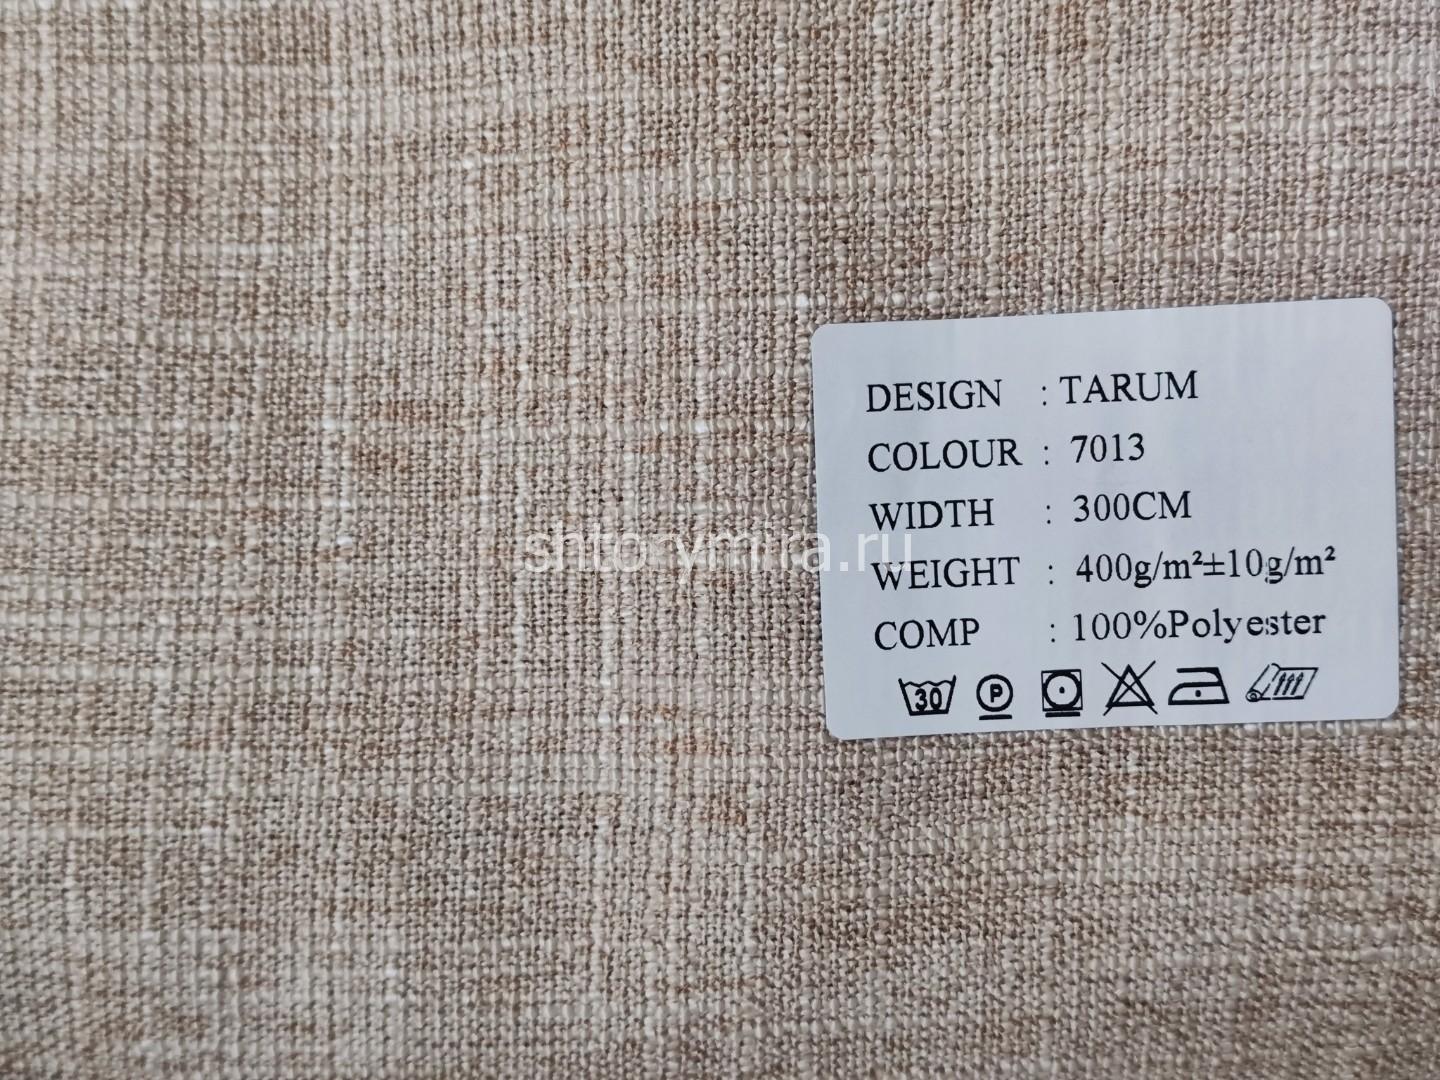 DESIGN : TARUM
COLOUR : 7013
WIDTH : 300CM
WEIGHT : 400g/m²±10g/m²
COMP : 100%Polyester
30 P
shtorymira.ru